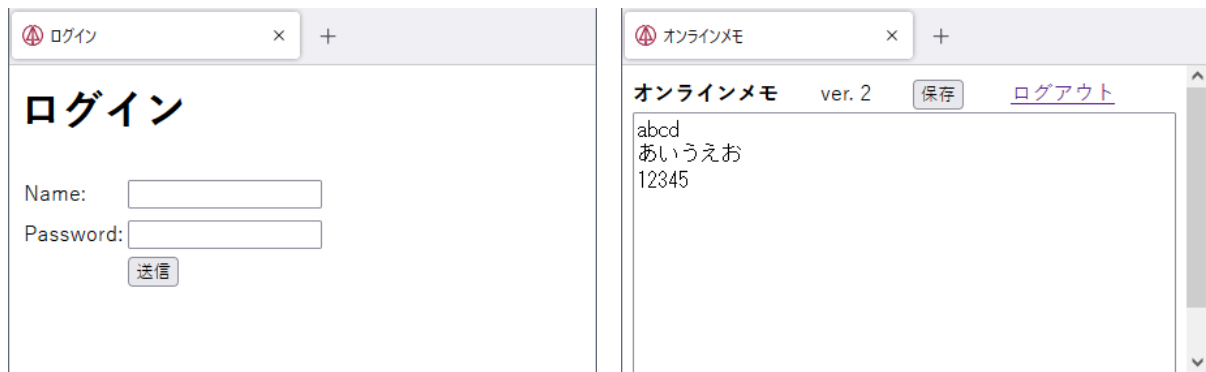 ログイン
ログイン
Name:
Password:
送信
オンラインメモ
オンラインメモ ver. 2 保存 ログアウト
abcd
あいうえお
12345